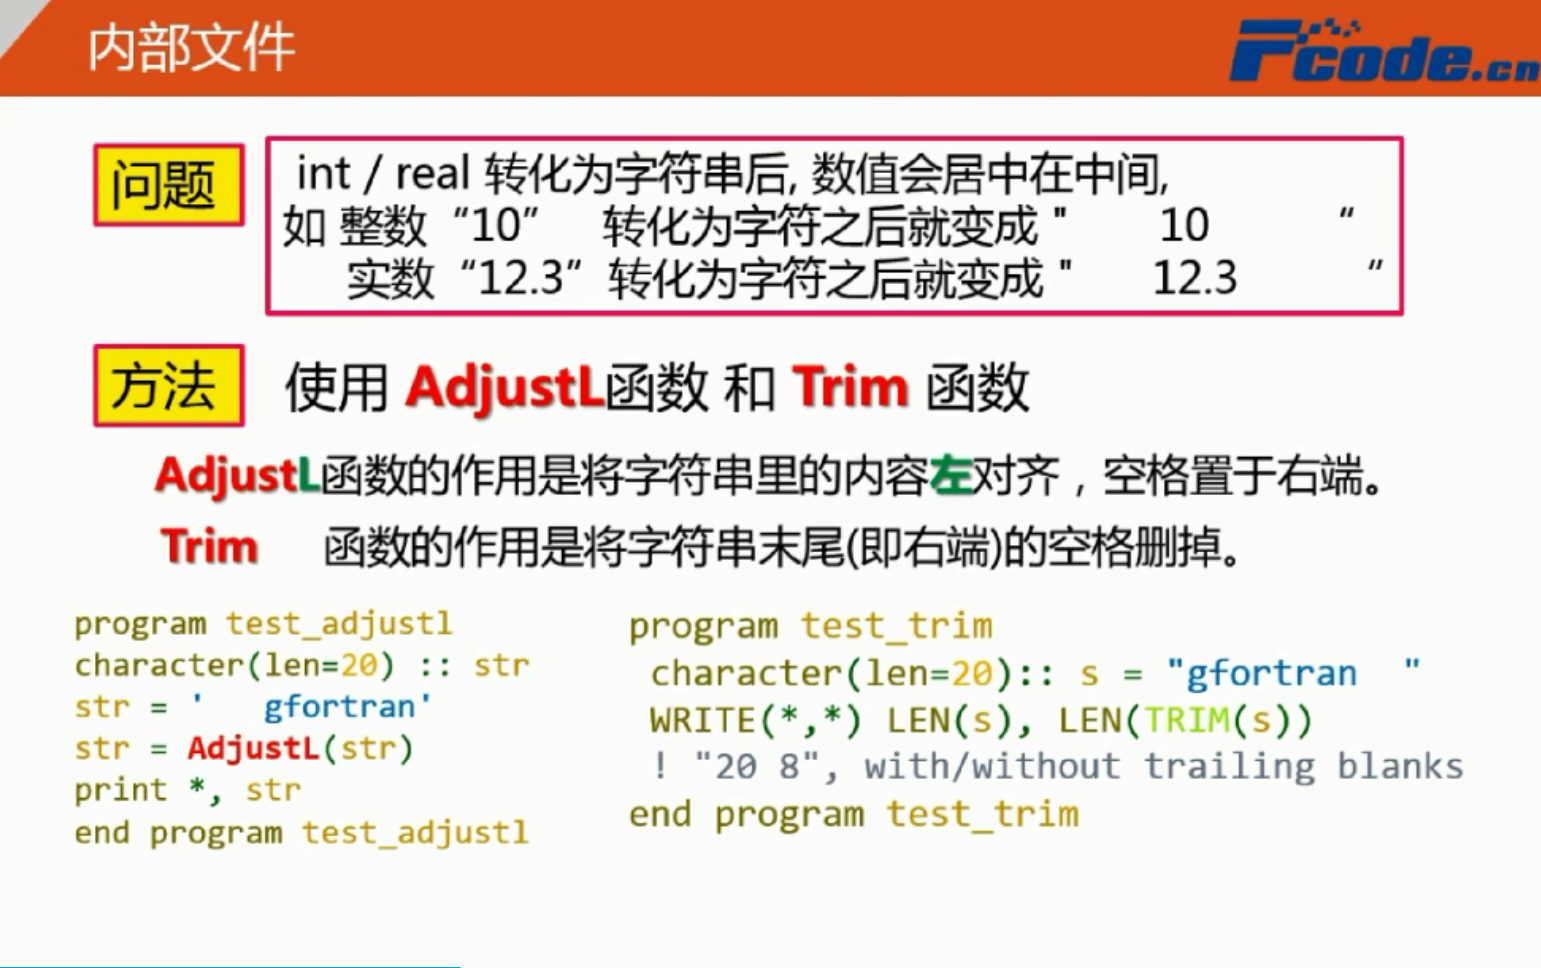 内部文件
Fcode.cn
问题
int / real 转化为字符串后, 数值会居中在中间,
如 整数 “10” 转化为字符之后就变成 " 10 “
实数 “12.3” 转化为字符之后就变成 " 12.3 “
方法
使用 AdjustL函数 和 Trim 函数
AdjustL函数的作用是将字符串里的内容左对齐，空格置于右端。
Trim 函数的作用是将字符串末尾(即右端)的空格删掉。
program test_adjustl
character(len=20) :: str
str = '   gfortran'
str = AdjustL(str)
print *, str
end program test_adjustl
program test_trim
character(len=20):: s = "gfortran  "
WRITE(*,*) LEN(s), LEN(TRIM(s))
! "20 8", with/without trailing blanks
end program test_trim